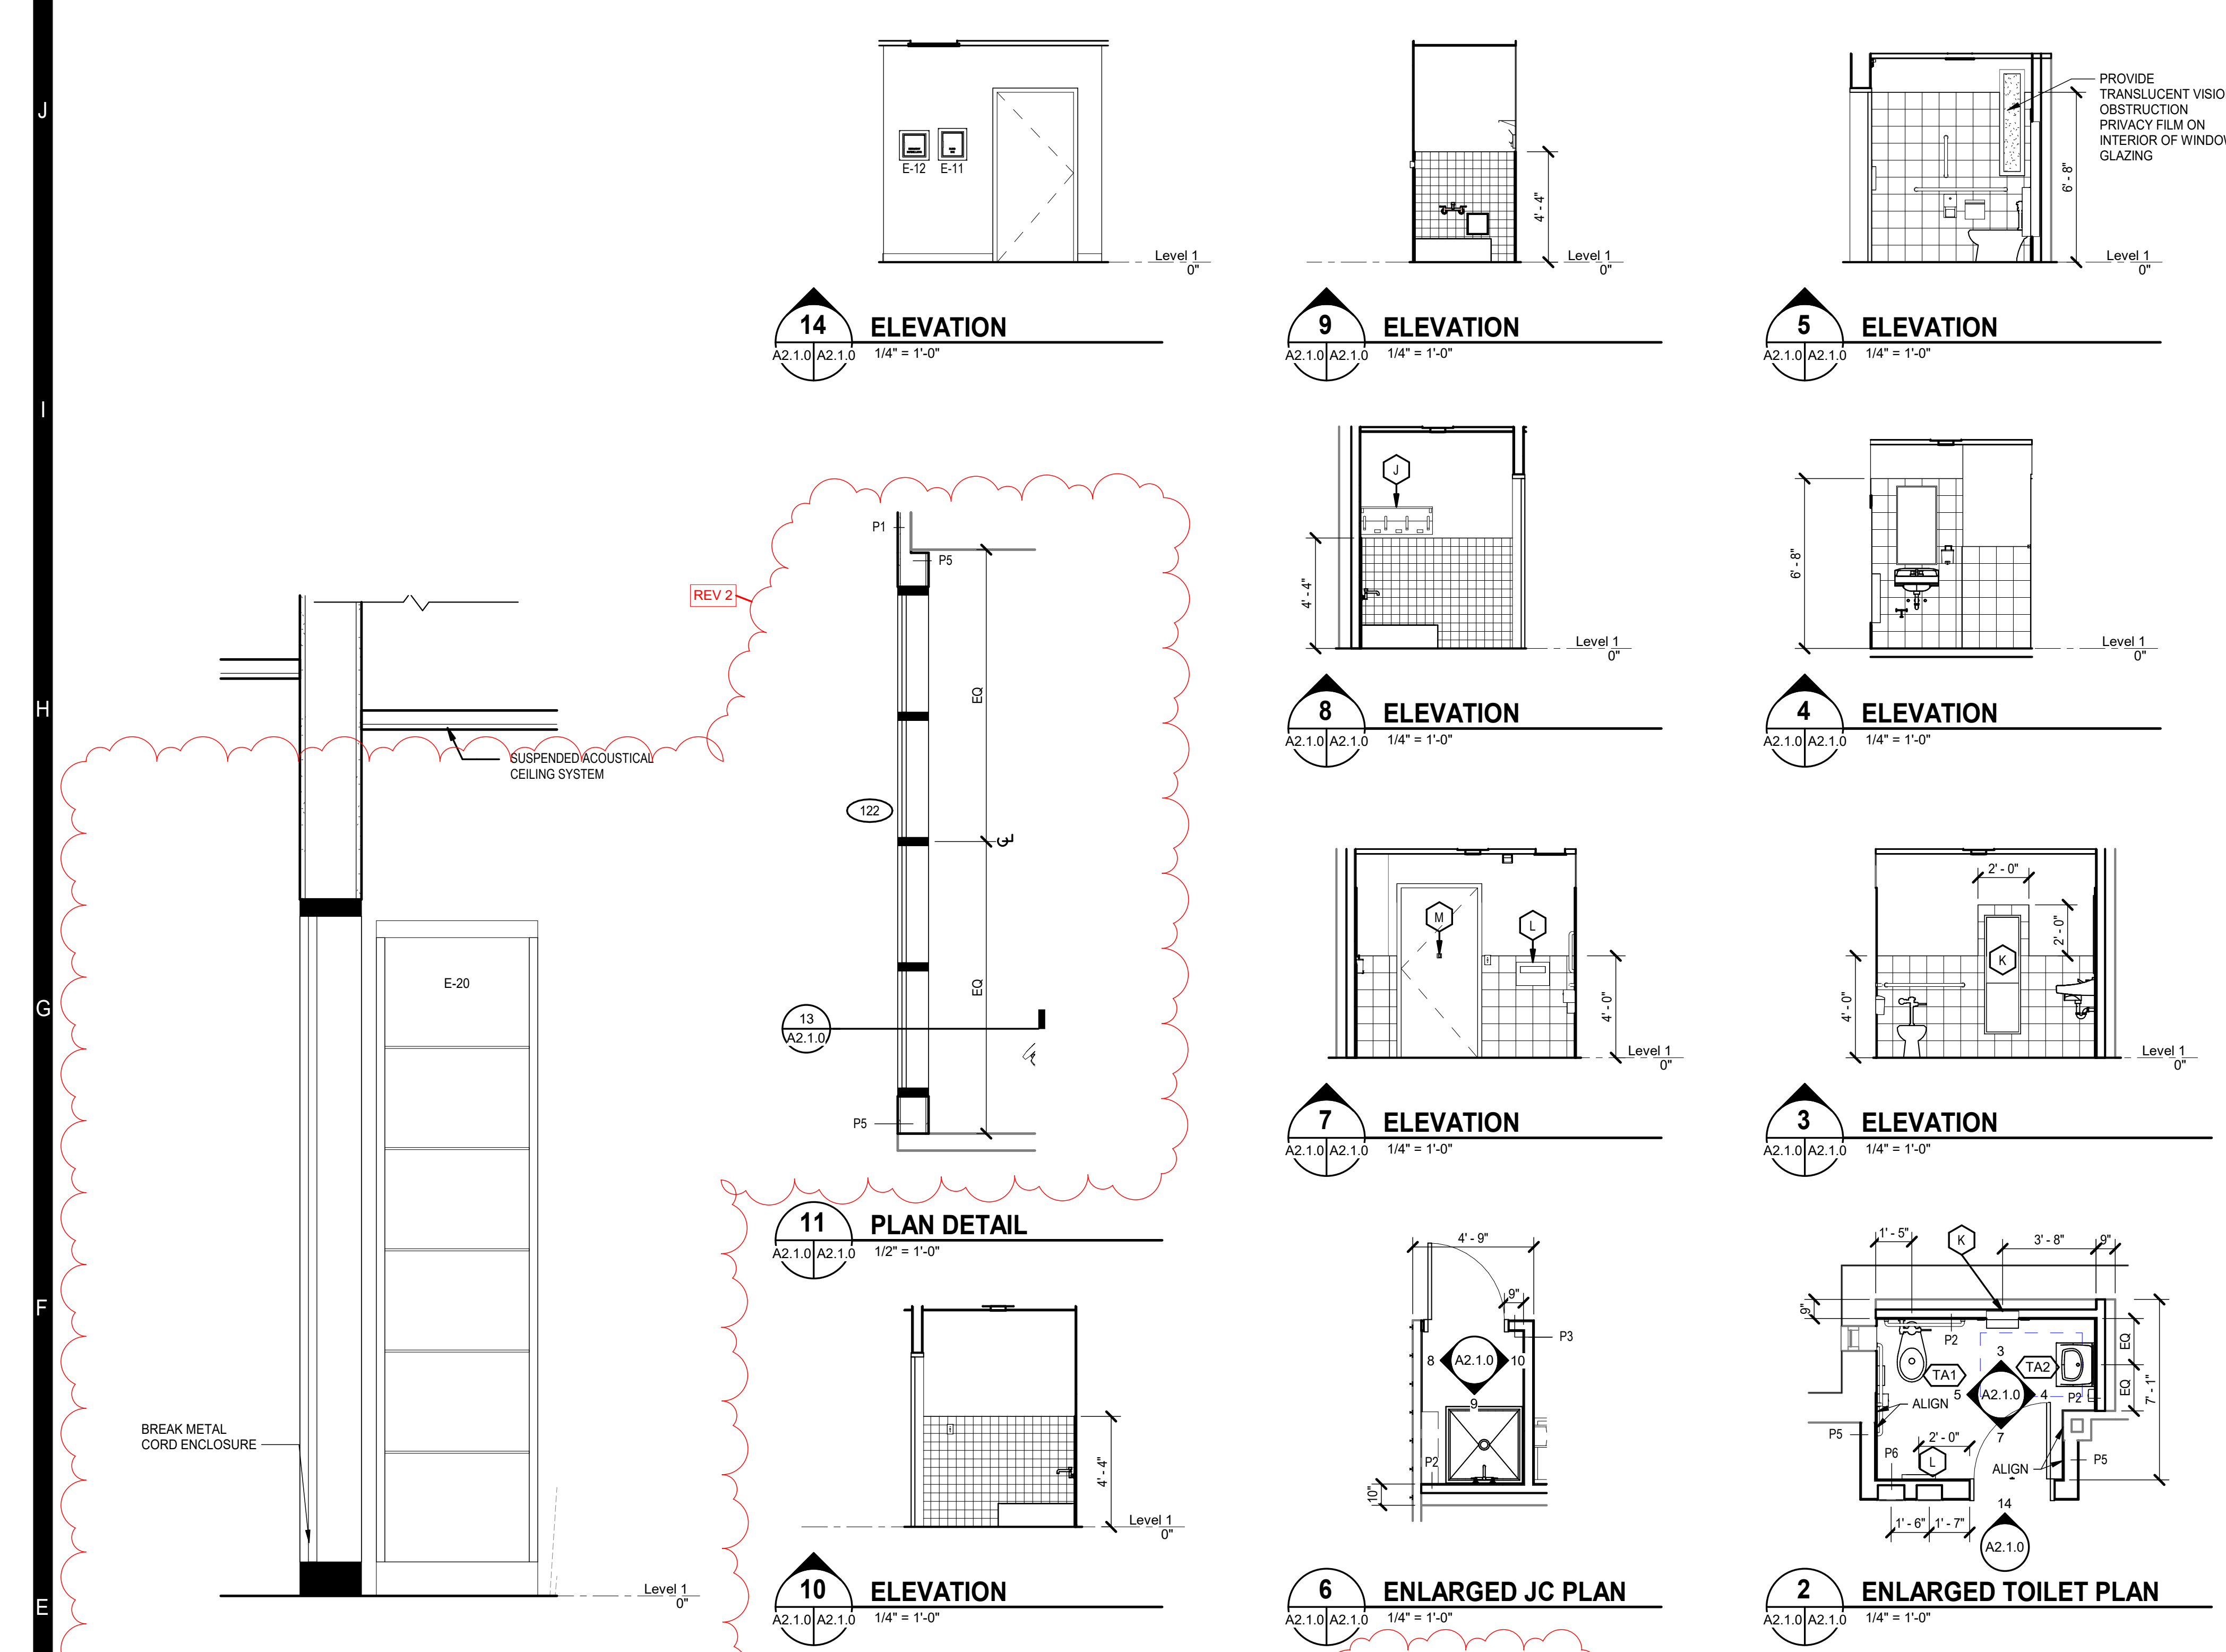 J
I
H
G
F
E
E-12
E-11
Level 1
0"
14
ELEVATION
A2.1.0
A2.1.0
1/4" = 1'-0"
4' - 4"
Level 1
0"
9
ELEVATION
A2.1.0
A2.1.0
1/4" = 1'-0"
PROVIDE
TRANSLUCENT VISIO
OBSTRUCTION
PRIVACY FILM ON
INTERIOR OF WINDO
GLAZING
6' - 8"
Level 1
0"
5
ELEVATION
A2.1.0
A2.1.0
1/4" = 1'-0"
REV 2
P1
P5
EQ
122
EQ
13
A2.1.0
P5
11
PLAN DETAIL
A2.1.0
A2.1.0
1/2" = 1'-0"
J
4' - 4"
Level 1
0"
8
ELEVATION
A2.1.0
A2.1.0
1/4" = 1'-0"
6' - 8"
Level 1
0"
4
ELEVATION
A2.1.0
A2.1.0
1/4" = 1'-0"
SUSPENDED ACOUSTICAL
CEILING SYSTEM
E-20
BREAK METAL
CORD ENCLOSURE
Level 1
0"
M
L
4' - 0"
Level 1
0"
7
ELEVATION
A2.1.0
A2.1.0
1/4" = 1'-0"
2' - 0"
2' - 0"
K
4' - 0"
Level 1
0"
3
ELEVATION
A2.1.0
A2.1.0
1/4" = 1'-0"
4' - 4"
Level 1
0"
10
ELEVATION
A2.1.0
A2.1.0
1/4" = 1'-0"
4' - 9"
9"
P3
8
A2.1.0
10
9
P2
10"
6
ENLARGED JC PLAN
A2.1.0
A2.1.0
1/4" = 1'-0"
1' - 5"
K
3' - 8"
9"
9"
P2
3
TA1
TA2
5
A2.1.0
4
P2
EQ
EQ
7' - 1"
ALIGN
P5
7
2' - 0"
P6
L
ALIGN
P5
14
1' - 6"
1' - 7"
A2.1.0
2
ENLARGED TOILET PLAN
A2.1.0
A2.1.0
1/4" = 1'-0"